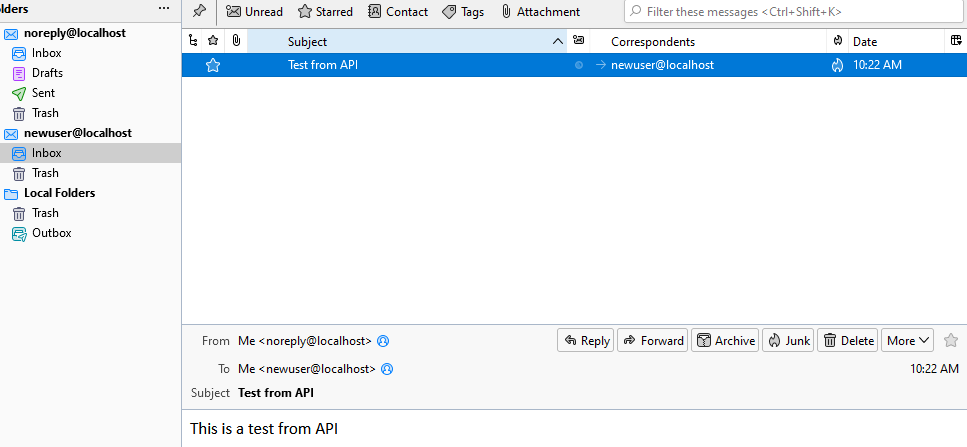 olders ...
noreply@localhost
Inbox
Drafts
Sent
Trash
newuser@localhost
Inbox
Trash
Local Folders
Trash
Outbox
Unread Starred Contact Tags Attachment Filter these messages <Ctrl+Shift+K>
Subject Correspondents Date
Test from API → newuser@localhost 10:22 AM
From Me <noreply@localhost> Reply Forward Archive Junk Delete More
To Me <newuser@localhost> 10:22 AM
Subject Test from API
This is a test from API